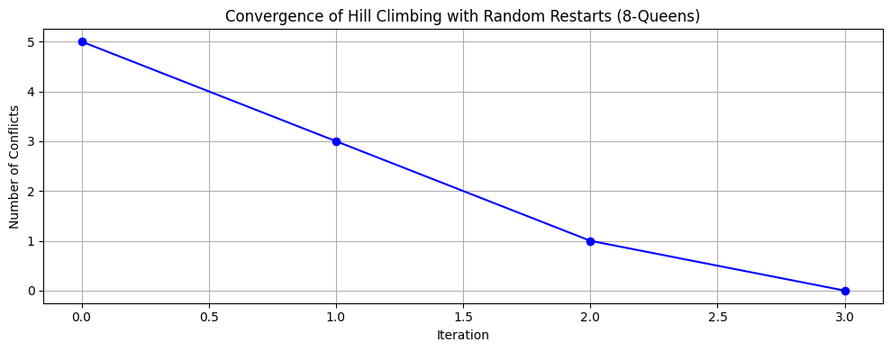 Convergence of Hill Climbing with Random Restarts (8-Queens)
5
4
3
2
1
0
Number of Conflicts
0.0 0.5 1.0 1.5 2.0 2.5 3.0
Iteration